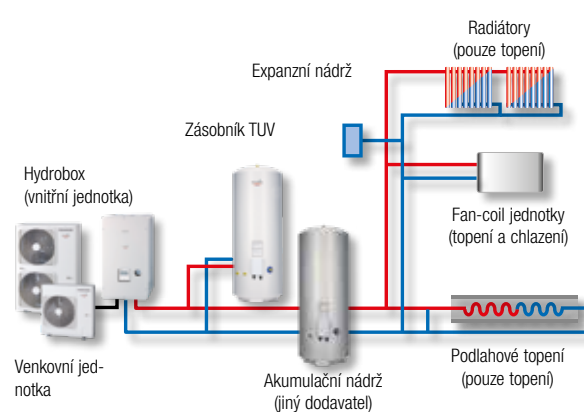 Radiátory
(pouze topení)
Expanzní nádrž
Zásobník TUV
Hydrobox
(vnitřní jednotka)
Fan-coil jednotky
(topení a chlazení)
Venkovní jed-
notka
Akumulační nádrž
(jiný dodavatel)
Podlahové topení
(pouze topení)